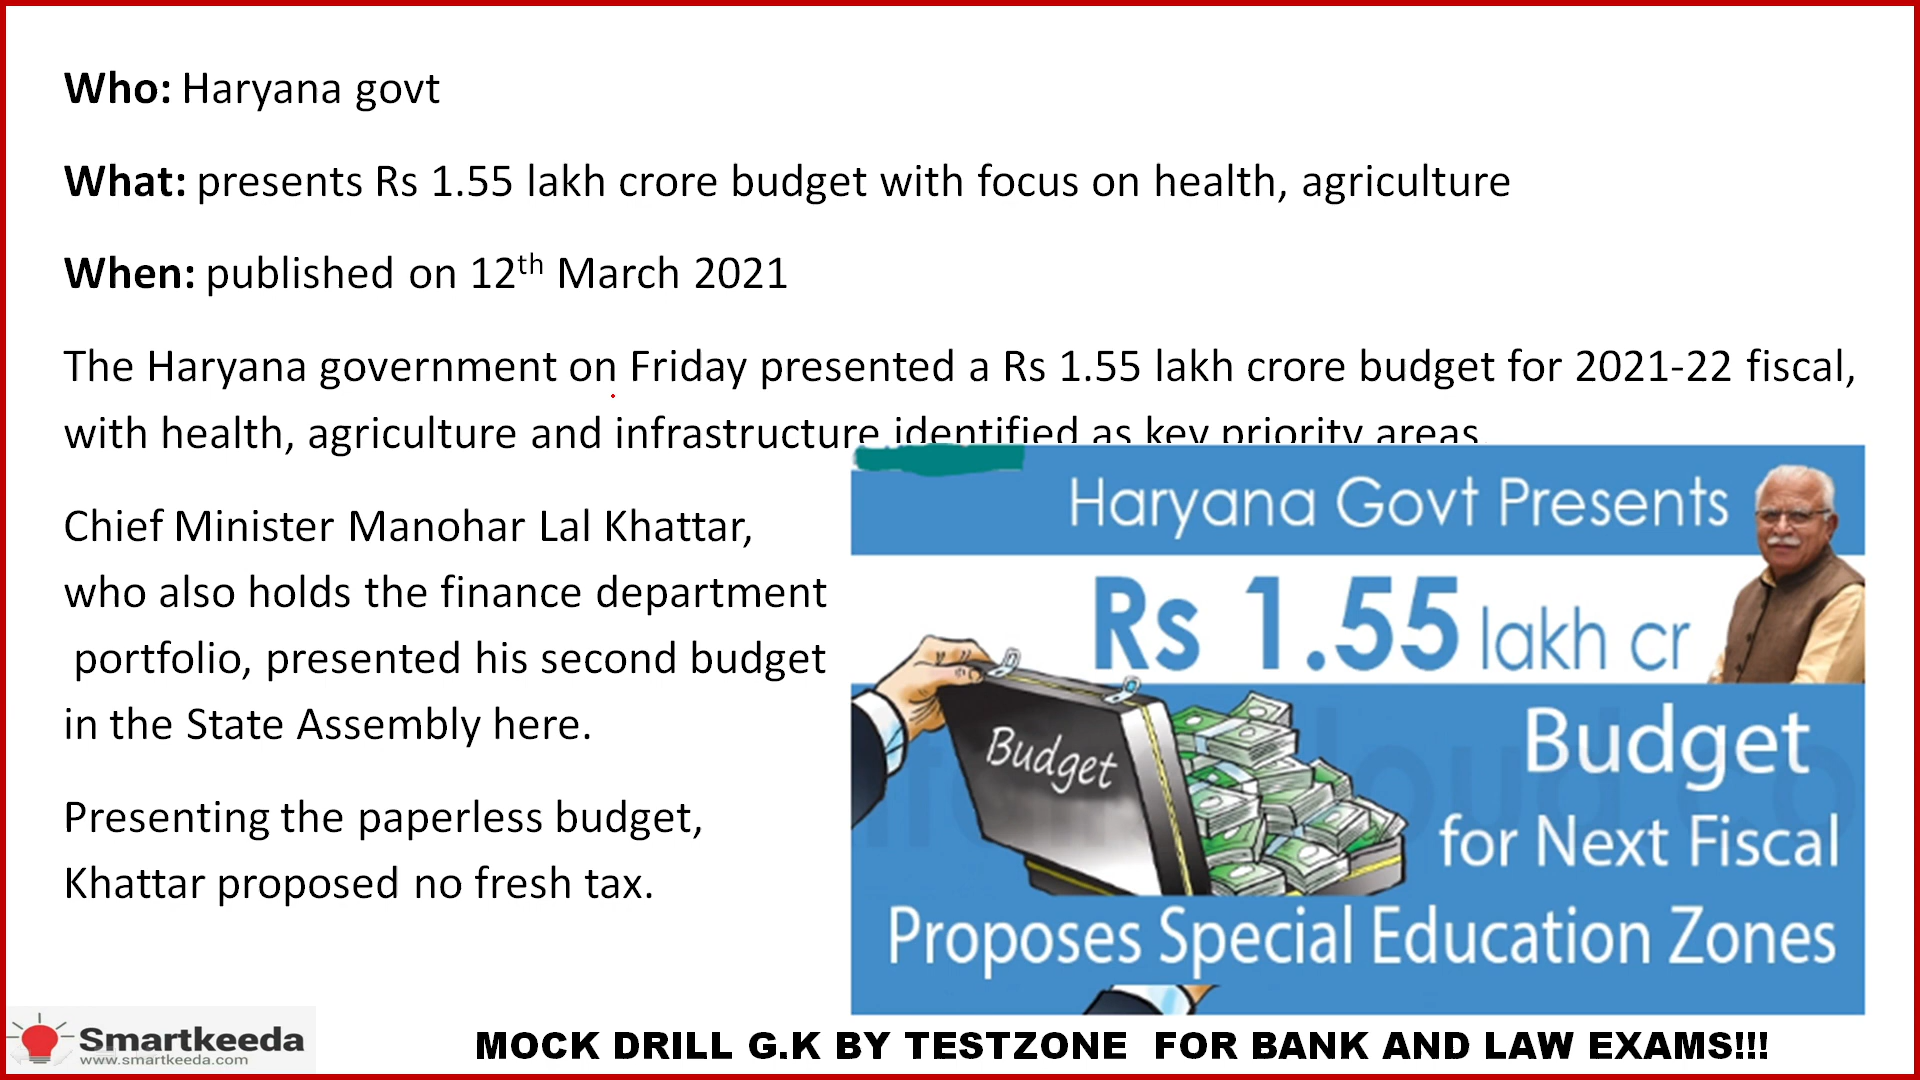 Who: Haryana govt
What: presents Rs 1.55 lakh crore budget with focus on health, agriculture
When: published on 12th March 2021
The Haryana government on Friday presented a Rs 1.55 lakh crore budget for 2021-22 fiscal,
with health, agriculture and infrastructure identified as key priority areas.
Chief Minister Manohar Lal Khattar,
who also holds the finance department
portfolio, presented his second budget
in the State Assembly here.
Presenting the paperless budget,
Khattar proposed no fresh tax.
Haryana Govt Presents
Rs 1.55 lakh cr
Budget
Budget
for Next Fiscal
Proposes Special Education Zones
Smartkeeda
www.smartkeeda.com
MOCK DRILL G.K BY TESTZONE FOR BANK AND LAW EXAMS!!!